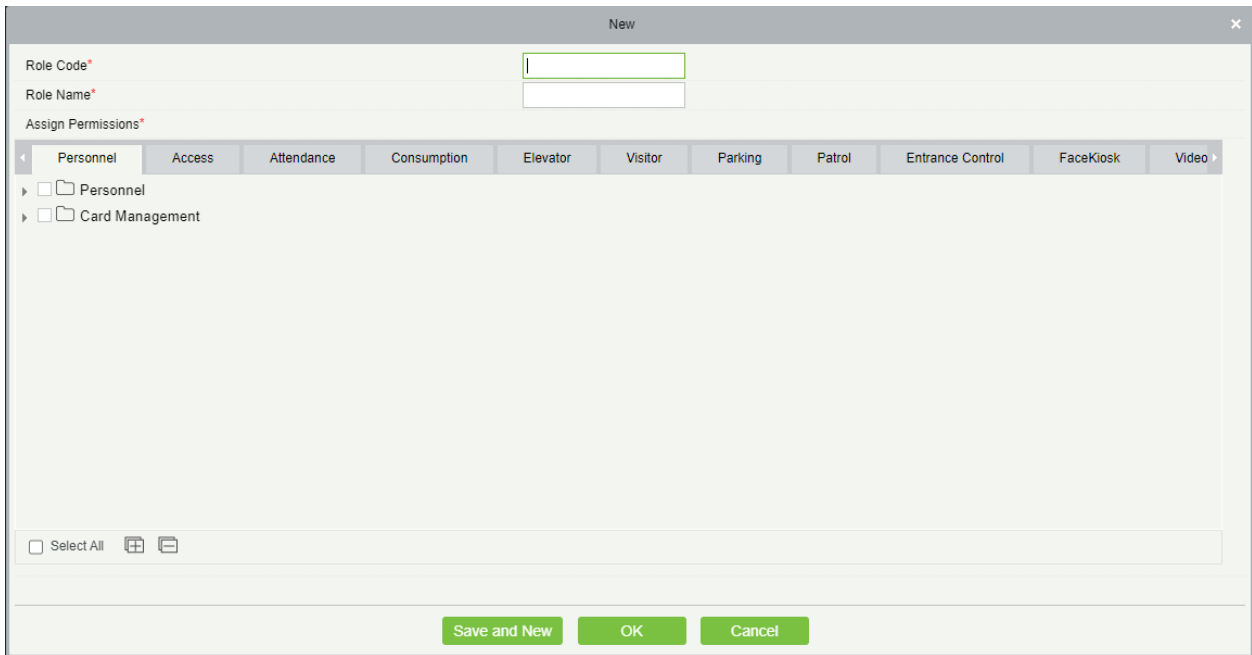 New
Role Code*
Role Name*
Assign Permissions*
Personnel Access Attendance Consumption Elevator Visitor Parking Patrol Entrance Control FaceKiosk Video
Personnel
Card Management
Select All
Save and New OK Cancel